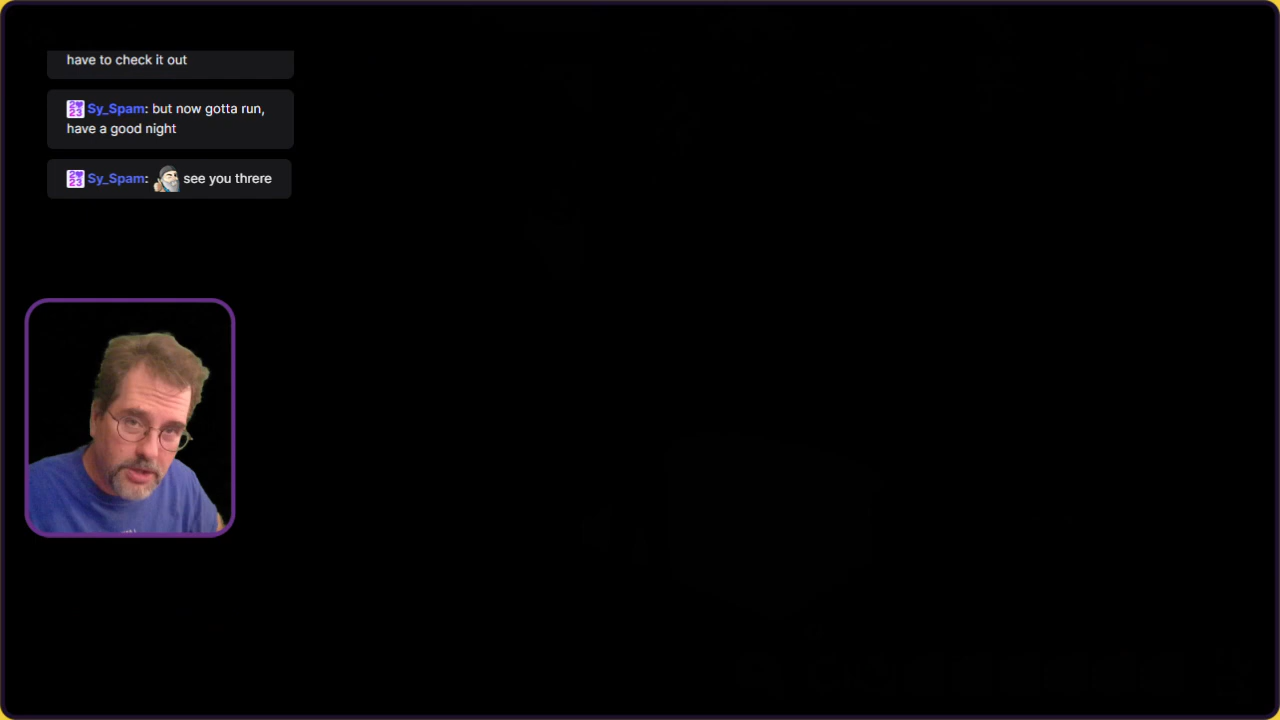 have to check it out
Sy_Spam: but now gotta run,
have a good night
Sy_Spam: see you threre